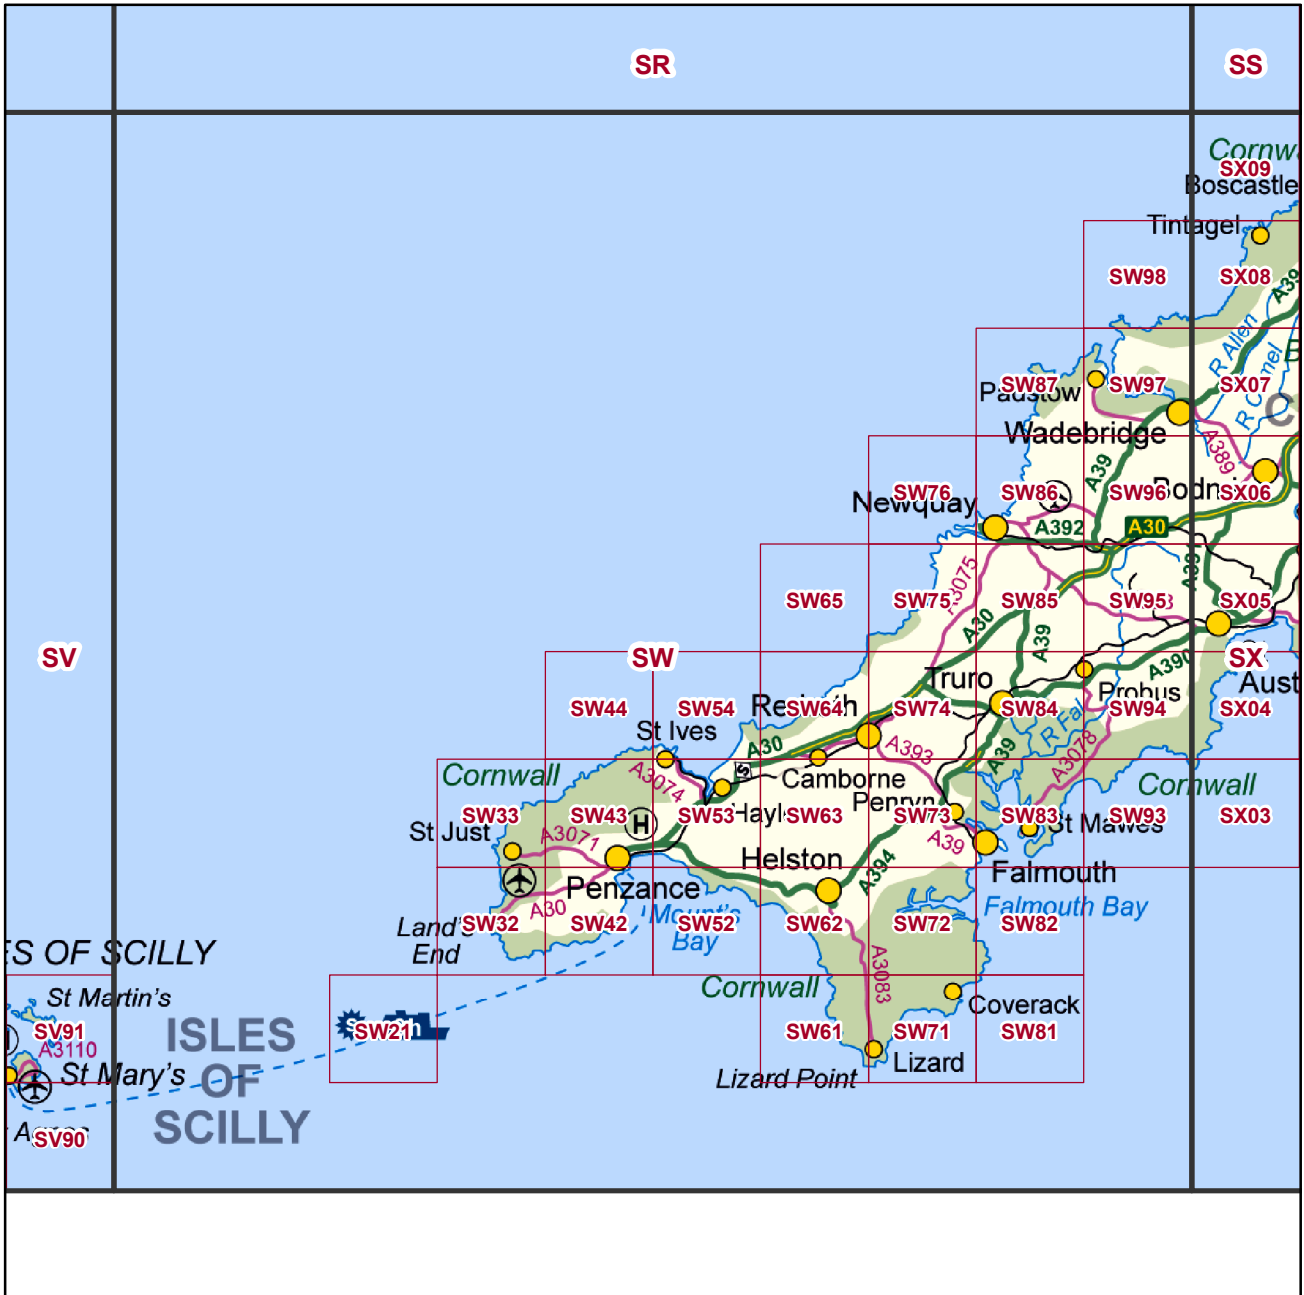 SR
SS
Cornwa
SX09
Boscastle
Tintagel
SW98
SX08
A39
R Allen
SW87
SW97
SX07
Padstow
Wadebridge
A389
A39
SW76
SW86
SW96
SX06
Newquay
A392
A30
A3075
SW65
SW75
SW85
SW95
SX05
A30
A39
A390
SV
SW
SX
Truro
Probus
Aust
SW44
SW54
SW64
SW74
SW84
SW94
SX04
St Ives
R Fal
A30
A393
A39
A3078
Cornwall
A3074
Camborne
Cornwall
Penryn
SW33
SW43
H
SW53
SW63
SW73
SW83
SW93
SX03
St Just
A3071
St Mawes
A39
Helston
A394
Falmouth
Penzance
A30
Mount's
Bay
Falmouth Bay
Land's
End
SW32
SW42
SW52
SW62
SW72
SW82
ES OF SCILLY
A3083
Cornwall
St Martin's
Coverack
SV91
A3110
ISLES
OF
SCILLY
SW21
SW61
SW71
SW81
Lizard
St Mary's
Lizard Point
SV90